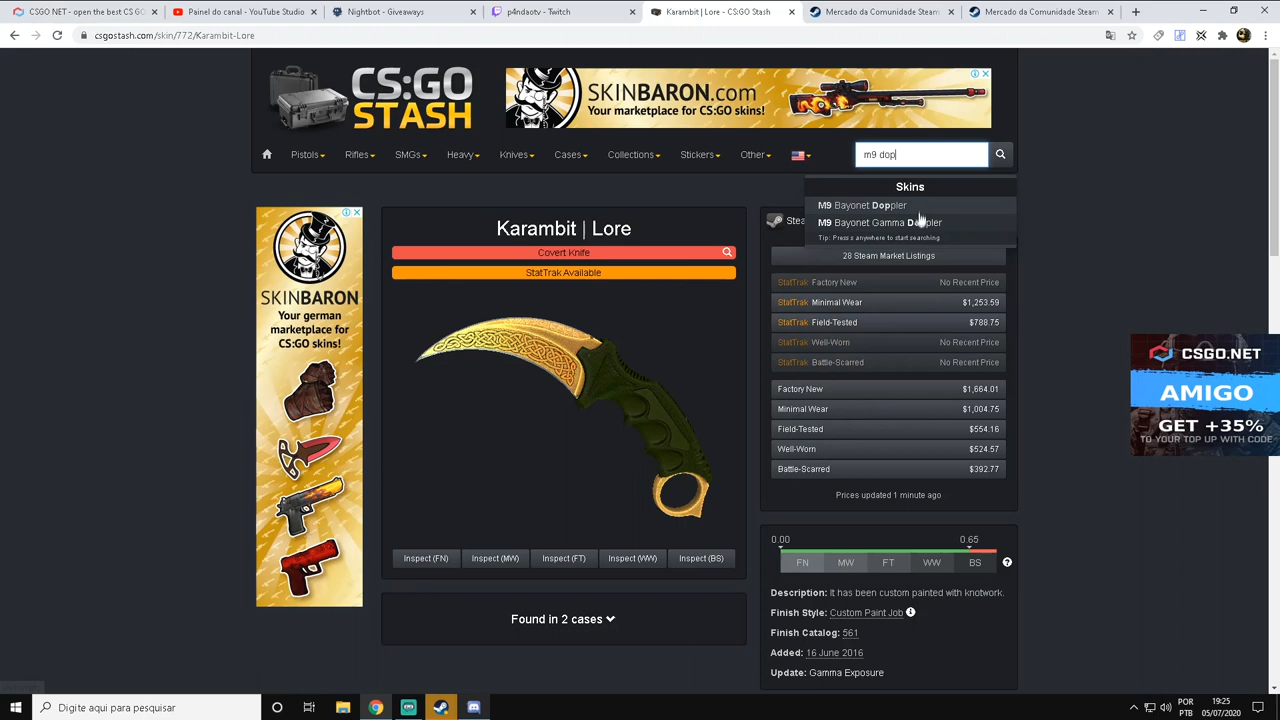 CSGO NET - open the best CS G
Painel do canal - YouTube Studio
Nightbot - Giveaways
p4ndaotv - Twitch
Karambit | Lore - CS:GO Stash
Mercado da Comunidade Steam
Mercado da Comunidade Steam
csgostash.com/skin/772/Karambit-Lore
CS:GO
STASH
SKINBARON.com
Your marketplace for CS:GO skins!
Pistols
Rifles
SMGs
Heavy
Knives
Cases
Collections
Stickers
Other
m9 dop
Skins
M9 Bayonet Doppler
M9 Bayonet Gamma Doppler
Tip: Press s anywhere to start searching
SKINBARON
Your german
marketplace for
CS:GO skins!
Karambit | Lore
Covert Knife
StatTrak Available
Inspect (FN)
Inspect (MW)
Inspect (FT)
Inspect (WW)
Inspect (BS)
Found in 2 cases
Stea
28 Steam Market Listings
StatTrak Factory New No Recent Price
StatTrak Minimal Wear $1,253.59
StatTrak Field-Tested $788.75
StatTrak Well-Worn No Recent Price
StatTrak Battle-Scarred No Recent Price
Factory New $1,664.01
Minimal Wear $1,004.75
Field-Tested $554.16
Well-Worn $524.57
Battle-Scarred $392.77
Prices updated 1 minute ago
0.00 0.65
FN MW FT WW BS
Description: It has been custom painted with knotwork.
Finish Style: Custom Paint Job
Finish Catalog: 561
Added: 16 June 2016
Update: Gamma Exposure
CSGO.NET
AMIGO
GET +35%
TO YOUR TOP UP WITH CODE
Digite aqui para pesquisar
POR
PTB
19:25
05/07/2020